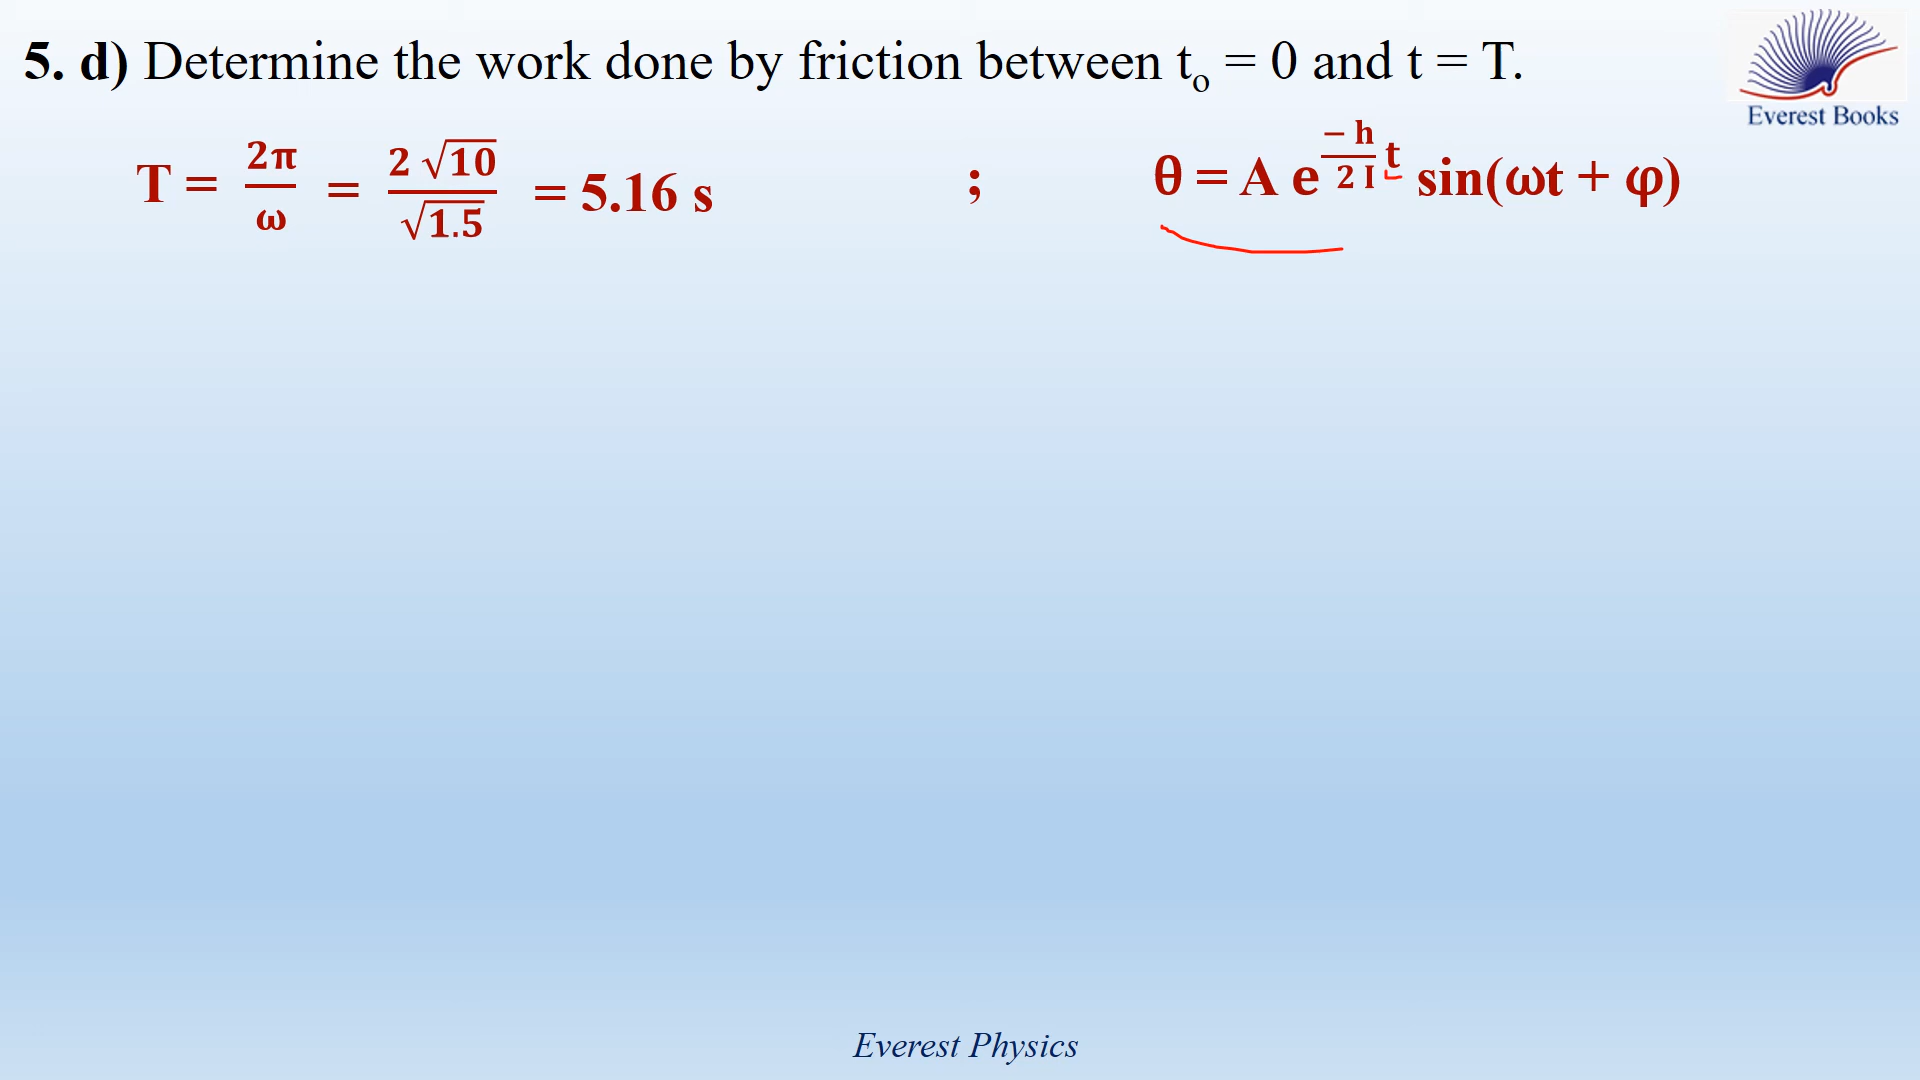 5. d) Determine the work done by friction between tₒ = 0 and t = T.
Everest Books
T = 2π/ω = 2√10/√1.5 = 5.16 s ; θ = A e^(−h/2I t) sin(ωt + φ)
Everest Physics